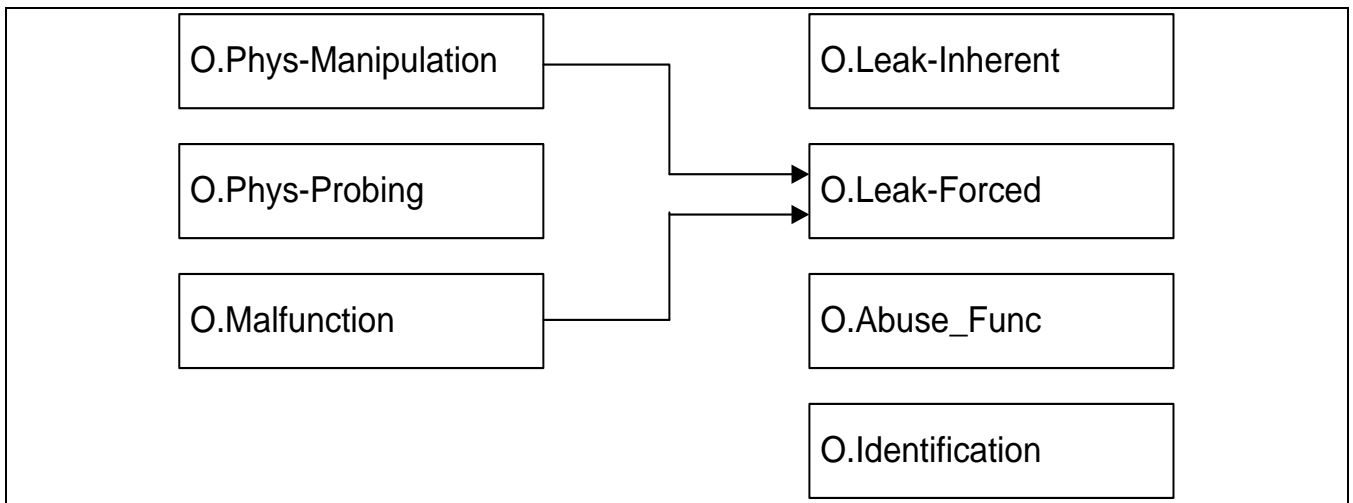 O.Phys-Manipulation
O.Leak-Inherent
O.Phys-Probing
O.Leak-Forced
O.Malfunction
O.Abuse_Func
O.Identification